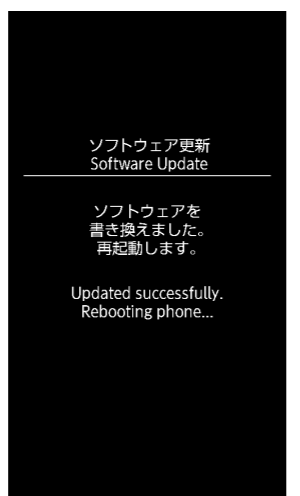 ソフトウェア更新
Software Update
ソフトウェアを
書き換えました。
再起動します。
Updated successfully.
Rebooting phone...